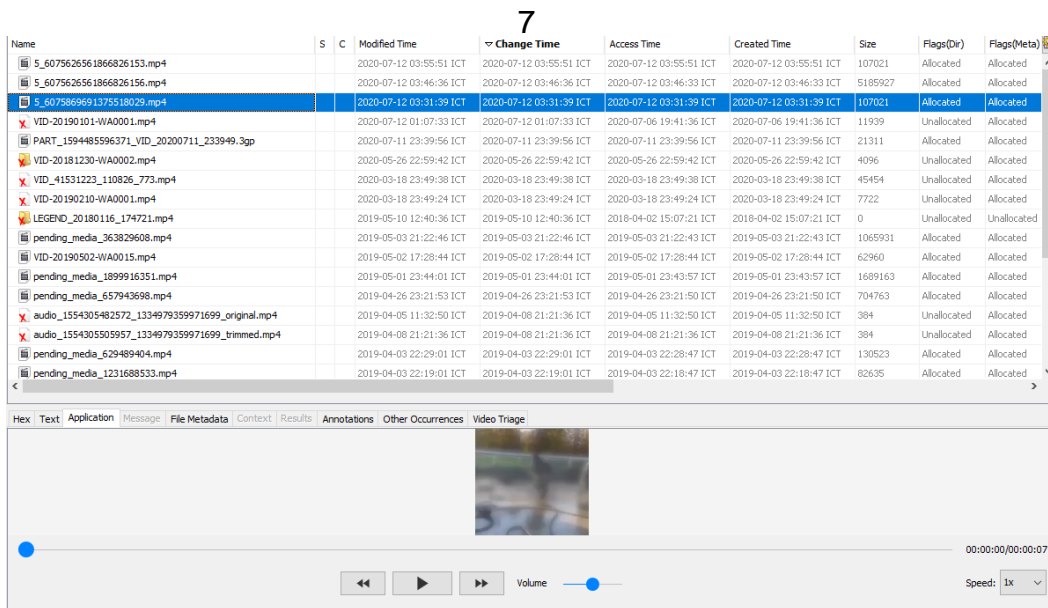 7
Name S C Modified Time Change Time Access Time Created Time Size Flags(Dir) Flags(Meta)
5_6075626561866826153.mp4 2020-07-12 03:55:51 ICT 2020-07-12 03:55:51 ICT 2020-07-12 03:55:51 ICT 2020-07-12 03:55:51 ICT 107021 Allocated Allocated
5_6075626561866826156.mp4 2020-07-12 03:46:36 ICT 2020-07-12 03:46:36 ICT 2020-07-12 03:46:33 ICT 2020-07-12 03:46:33 ICT 5185927 Allocated Allocated
5_6075869691375518029.mp4 2020-07-12 03:31:39 ICT 2020-07-12 03:31:39 ICT 2020-07-12 03:31:39 ICT 2020-07-12 03:31:39 ICT 107021 Allocated Allocated
VID-20190101-WA0001.mp4 2020-07-12 01:07:33 ICT 2020-07-12 01:07:33 ICT 2020-07-06 19:41:36 ICT 2020-07-06 19:41:36 ICT 11939 Unallocated Allocated
PART_1594485596371_VID_20200711_233949.3gp 2020-07-11 23:39:56 ICT 2020-07-11 23:39:56 ICT 2020-07-11 23:39:56 ICT 2020-07-11 23:39:56 ICT 21311 Allocated Allocated
VID-20181230-WA0002.mp4 2020-05-26 22:59:42 ICT 2020-05-26 22:59:42 ICT 2020-05-26 22:59:42 ICT 2020-05-26 22:59:42 ICT 4096 Unallocated Allocated
VID_41531223_110826_773.mp4 2020-03-18 23:49:38 ICT 2020-03-18 23:49:38 ICT 2020-03-18 23:49:38 ICT 2020-03-18 23:49:38 ICT 45454 Unallocated Allocated
VID-20190210-WA0001.mp4 2020-03-18 23:49:24 ICT 2020-03-18 23:49:24 ICT 2020-03-18 23:49:24 ICT 2020-03-18 23:49:24 ICT 7722 Unallocated Allocated
LEGEND_20180116_174721.mp4 2019-05-10 12:40:36 ICT 2019-05-10 12:40:36 ICT 2018-04-02 15:07:21 ICT 2018-04-02 15:07:21 ICT 0 Unallocated Unallocated
pending_media_363829608.mp4 2019-05-03 21:22:46 ICT 2019-05-03 21:22:46 ICT 2019-05-03 21:22:43 ICT 2019-05-03 21:22:43 ICT 1065931 Allocated Allocated
VID-20190502-WA0015.mp4 2019-05-02 17:28:44 ICT 2019-05-02 17:28:44 ICT 2019-05-02 17:28:44 ICT 2019-05-02 17:28:44 ICT 62960 Allocated Allocated
pending_media_1899916351.mp4 2019-05-01 23:44:01 ICT 2019-05-01 23:44:01 ICT 2019-05-01 23:43:57 ICT 2019-05-01 23:43:57 ICT 1689163 Allocated Allocated
pending_media_657943698.mp4 2019-04-26 23:21:53 ICT 2019-04-26 23:21:53 ICT 2019-04-26 23:21:50 ICT 2019-04-26 23:21:50 ICT 704763 Allocated Allocated
audio_1554305482572_1334979359971699_original.mp4 2019-04-05 11:32:50 ICT 2019-04-08 21:21:36 ICT 2019-04-05 11:32:50 ICT 2019-04-05 11:32:50 ICT 384 Unallocated Allocated
audio_1554305505957_1334979359971699_trimmed.mp4 2019-04-08 21:21:36 ICT 2019-04-08 21:21:36 ICT 2019-04-08 21:21:36 ICT 2019-04-08 21:21:36 ICT 384 Unallocated Allocated
pending_media_629489404.mp4 2019-04-03 22:29:01 ICT 2019-04-03 22:29:01 ICT 2019-04-03 22:28:47 ICT 2019-04-03 22:28:47 ICT 130523 Allocated Allocated
pending_media_1231688533.mp4 2019-04-03 22:19:01 ICT 2019-04-03 22:19:01 ICT 2019-04-03 22:18:47 ICT 2019-04-03 22:18:47 ICT 82635 Allocated Allocated
Hex Text Application Message File Metadata Context Results Annotations Other Occurrences Video Triage
00:00:00/00:00:07
Volume Speed: 1x